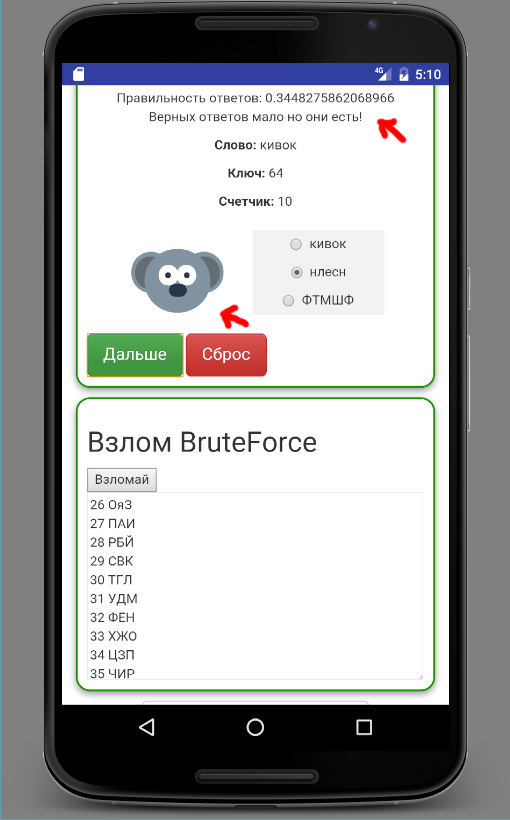 4G 5:10
Правильность ответов: 0.3448275862068966
Верных ответов мало но они есть!
Слово: кивок
Ключ: 64
Счетчик: 10
кивок
нлесн
ФТМШФ
Дальше Сброс
Взлом BruteForce
Взломай
26 ОяЗ
27 ПАИ
28 РБЙ
29 СВК
30 ТГЛ
31 УДМ
32 ФЕН
33 ХЖО
34 ЦЗП
35 ЧИР